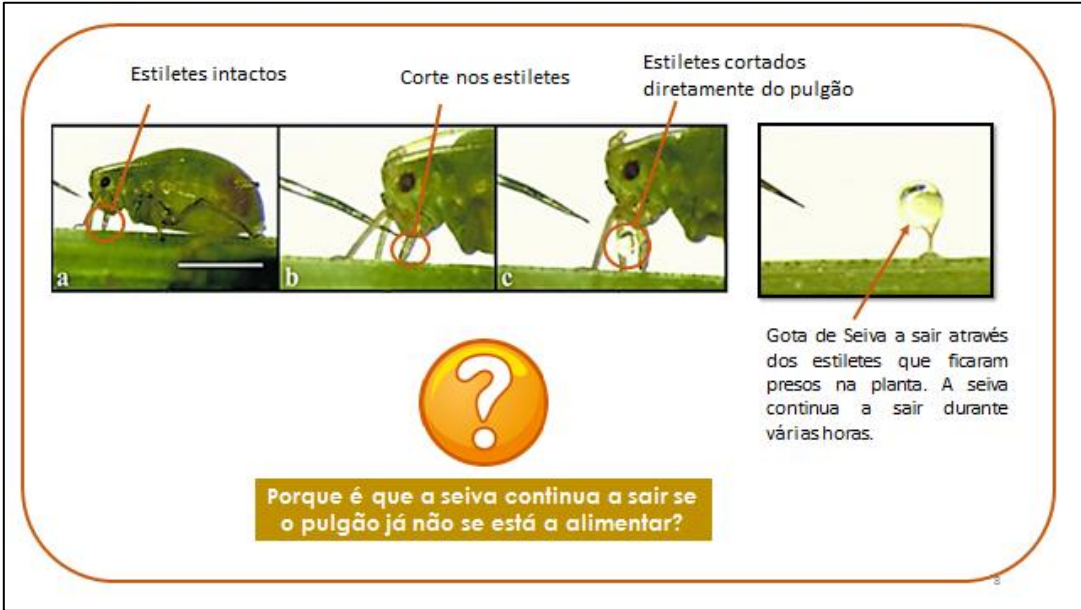 Estiletes intactos
Corte nos estiletes
Estiletes cortados
diretamente do pulgão
a
b
c
Gota de Seiva a sair através
dos estiletes que ficaram
presos na planta. A seiva
continua a sair durante
várias horas.
?
Porque é que a seiva continua a sair se
o pulgão já não se está a alimentar?
8